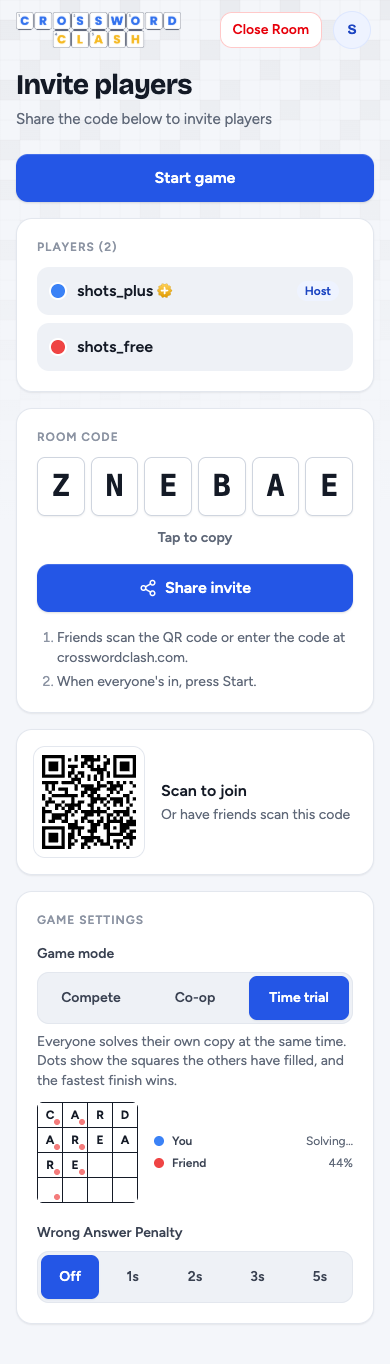 CROSSWORD
CLASH
Close Room
S
Invite players
Share the code below to invite players
Start game
PLAYERS (2)
shots_plus
Host
shots_free
ROOM CODE
Z N E B A E
Tap to copy
Share invite
1. Friends scan the QR code or enter the code at
crosswordclash.com.
2. When everyone's in, press Start.
Scan to join
Or have friends scan this code
GAME SETTINGS
Game mode
Compete Co-op Time trial
Everyone solves their own copy at the same time.
Dots show the squares the others have filled, and
the fastest finish wins.
C A R D
A R E A
R E
You Solving...
Friend 44%
Wrong Answer Penalty
Off 1s 2s 3s 5s